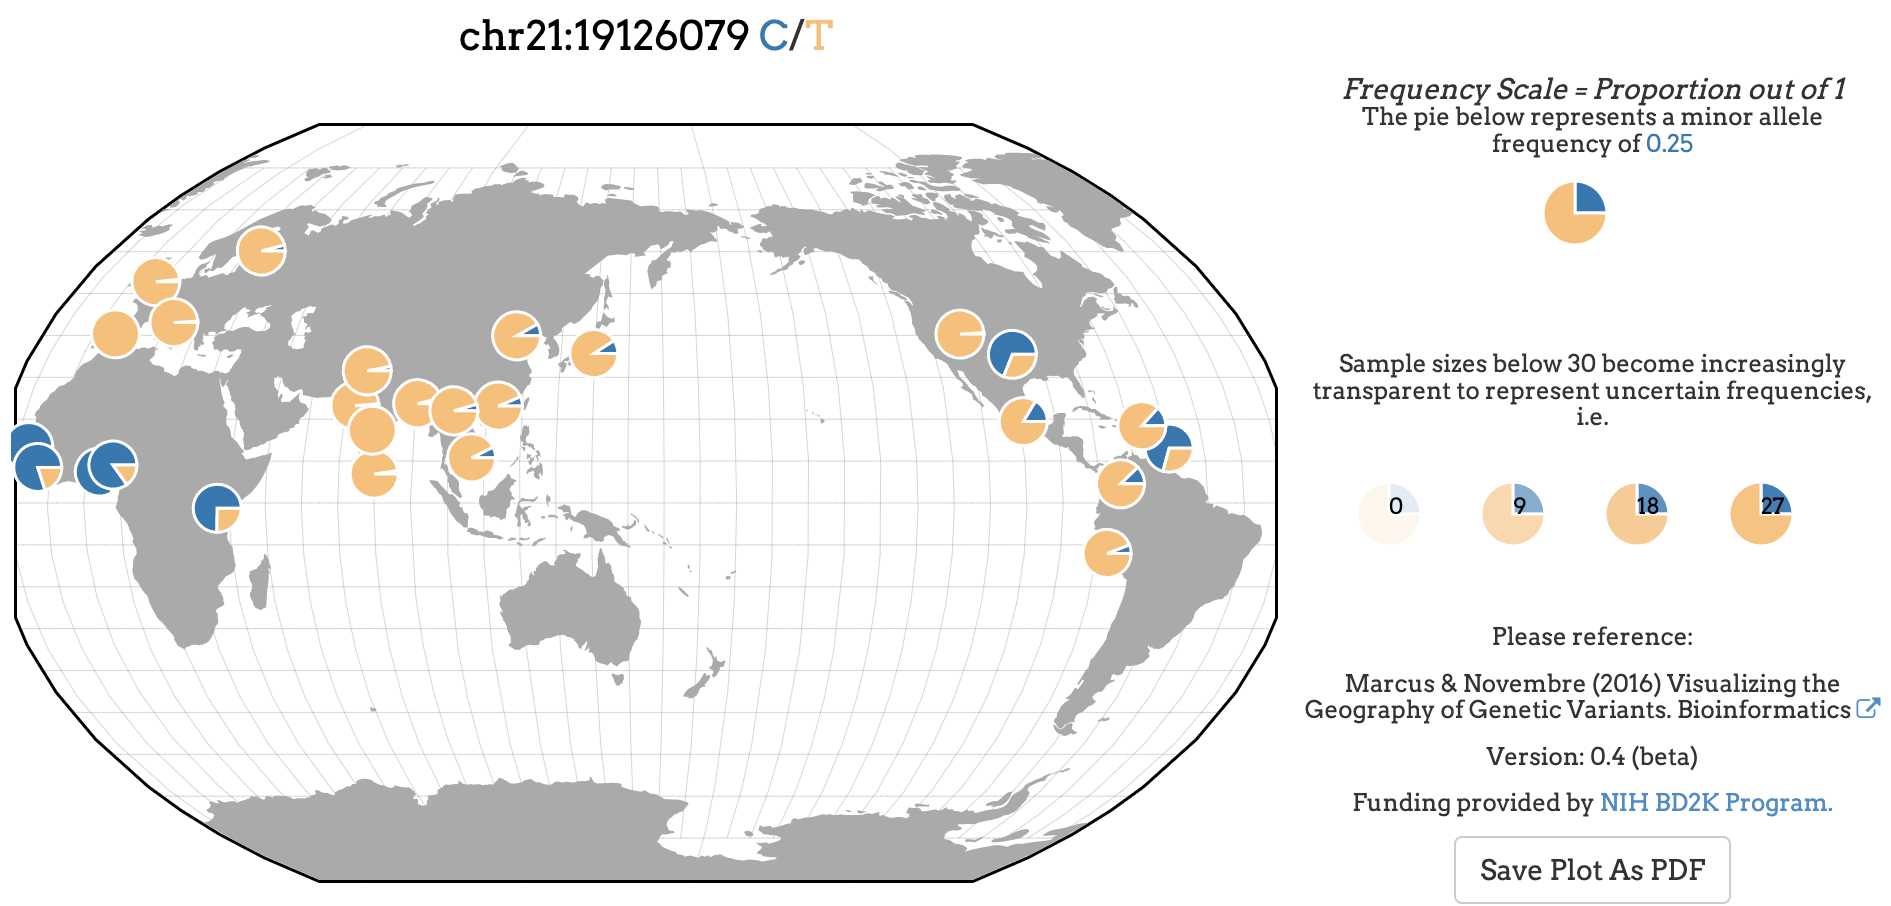 chr21:19126079 C/T
Frequency Scale = Proportion out of 1
The pie below represents a minor allele
frequency of 0.25
Sample sizes below 30 become increasingly
transparent to represent uncertain frequencies,
i.e.
0 9 18 27
Please reference:
Marcus & Novembre (2016) Visualizing the
Geography of Genetic Variants. Bioinformatics
Version: 0.4 (beta)
Funding provided by NIH BD2K Program.
Save Plot As PDF